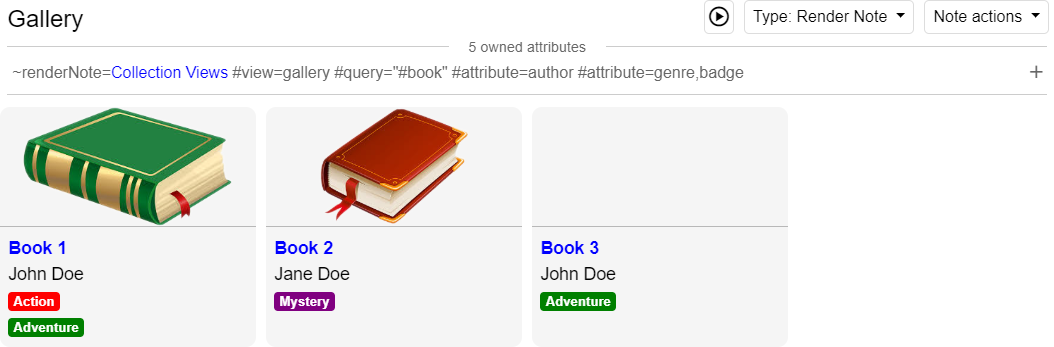 Gallery
Type: Render Note
Note actions
5 owned attributes
~renderNote=Collection Views #view=gallery #query="#book" #attribute=author #attribute=genre,badge
Book 1
John Doe
Action
Adventure
Book 2
Jane Doe
Mystery
Book 3
John Doe
Adventure